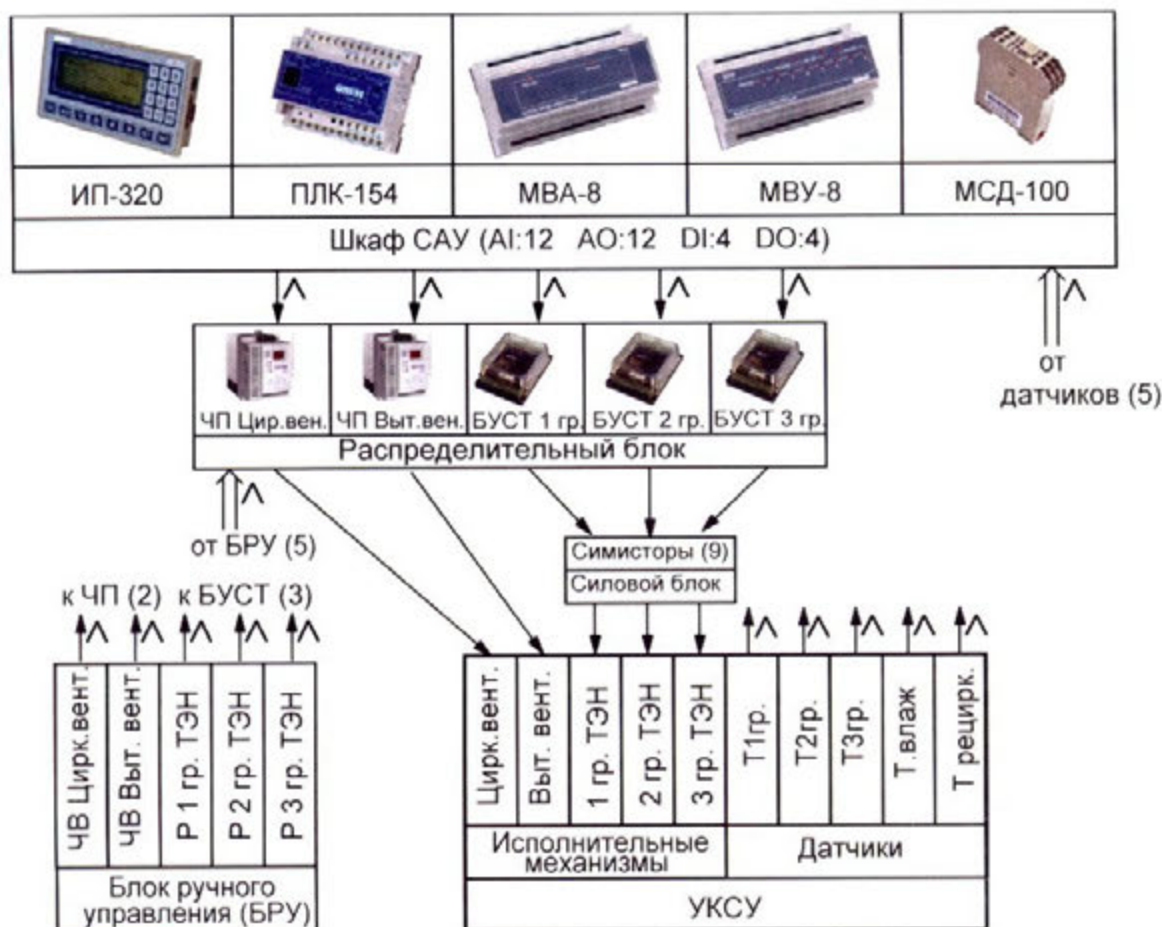 ИП-320
ПЛК-154
МВА-8
МВУ-8
МСД-100
Шкаф САУ (AI:12 AO:12 DI:4 DO:4)
от
датчиков (5)
ЧП Цир.вен.
ЧП Выт.вен.
БУСТ 1 гр.
БУСТ 2 гр.
БУСТ 3 гр.
Распределительный блок
от БРУ (5)
Симисторы (9)
Силовой блок
к ЧП (2) к БУСТ (3)
ЧВ Цирк.вент.
ЧВ Выт. вент.
Р 1 гр. ТЭН
Р 2 гр. ТЭН
Р 3 гр. ТЭН
Блок ручного
управления (БРУ)
Цирк.вент.
Выт. вент.
1 гр. ТЭН
2 гр. ТЭН
3 гр. ТЭН
Т1гр.
Т2гр.
Т3гр.
Т.влаж
Т рецирк.
Исполнительные
механизмы
Датчики
УКСУ